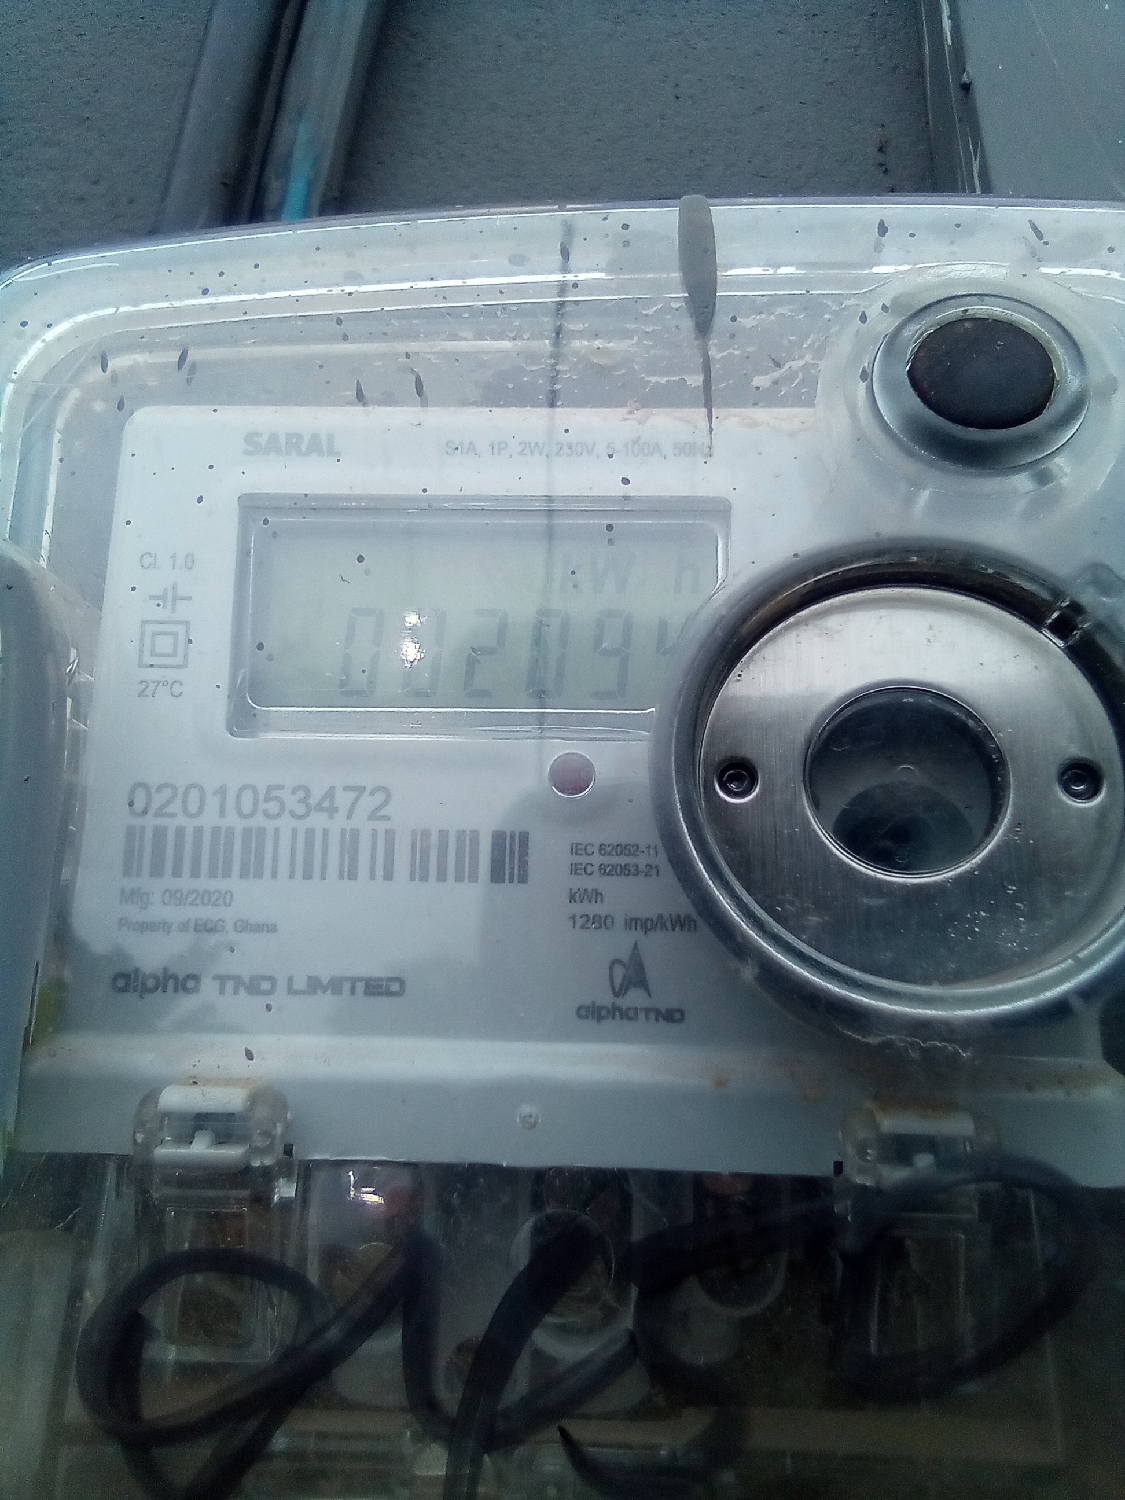 SARAL
S1A, 1P, 2W, 230V, 5-100A, 50Hz
Cl. 1.0
kWh
27°C
0201053472
Mfg: 09/2020
Property of ECG, Ghana
alpha TND LIMITED
IEC 62052-11
IEC 62053-21
kWh
1280 imp/kWh
alphaTND